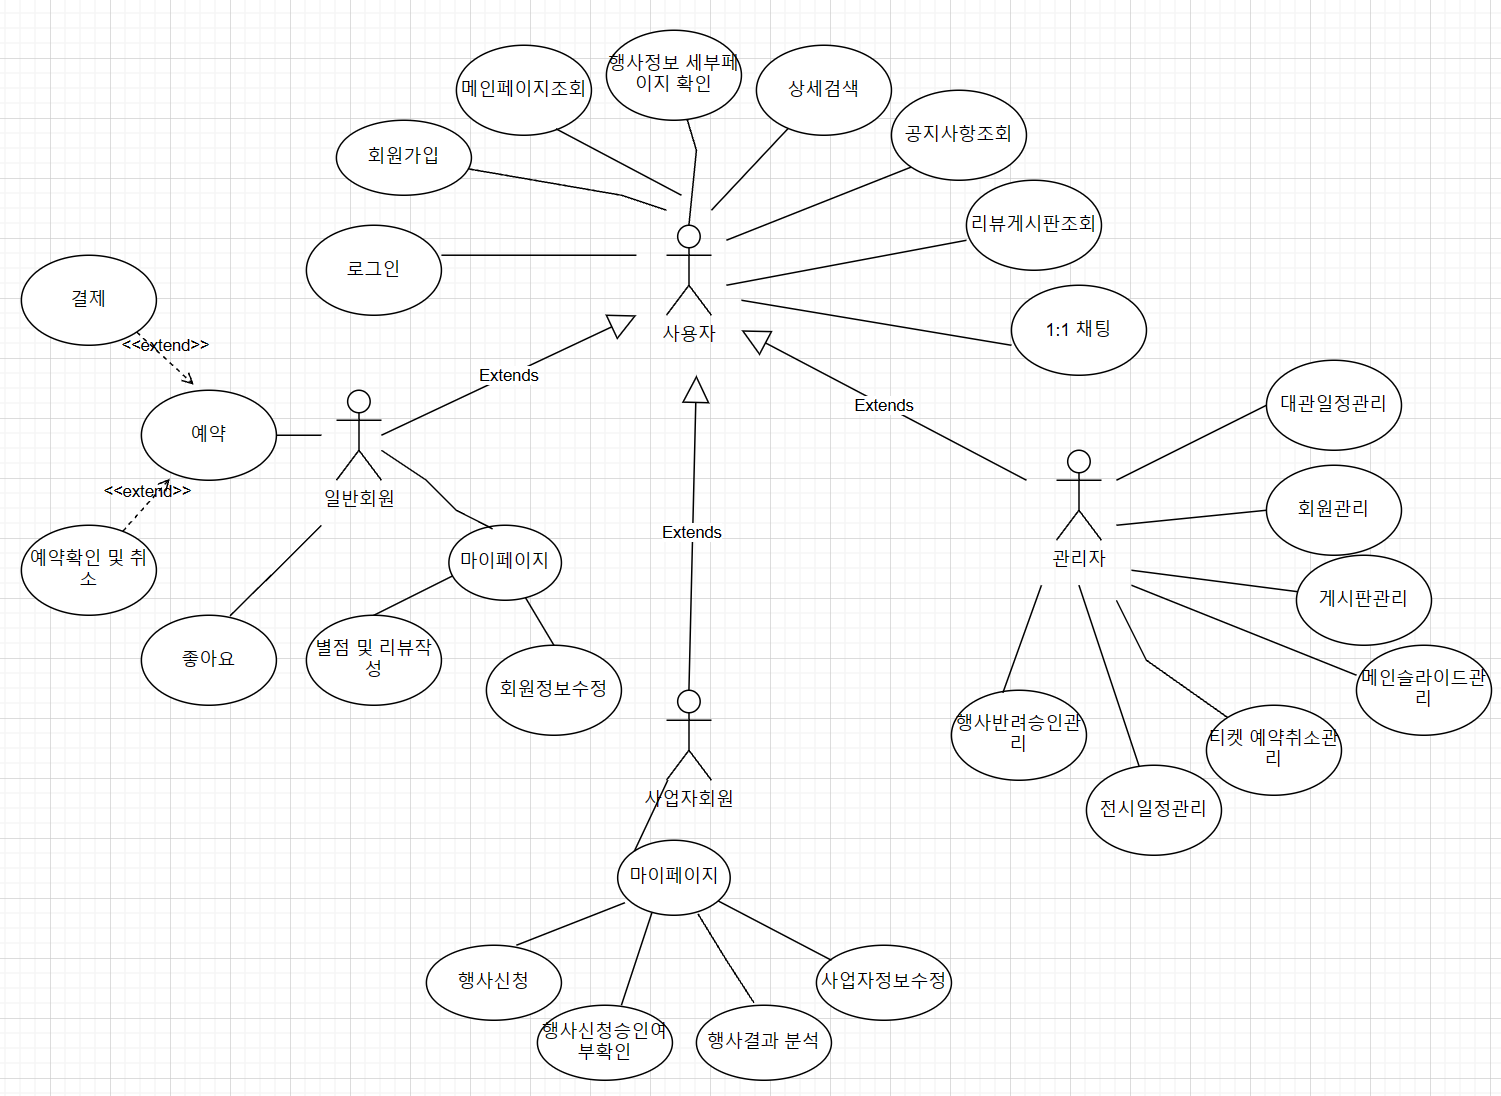 행사정보 세부페
이지 확인
메인페이지조회
상세검색
공지사항조회
회원가입
리뷰게시판조회
로그인
결제
사용자
1:1 채팅
<<extend>>
Extends
Extends
대관일정관리
예약
<<extend>>
일반회원
회원관리
Extends
예약확인 및 취
소
마이페이지
관리자
게시판관리
좋아요
별점 및 리뷰작
성
회원정보수정
메인슬라이드관
리
행사반려승인관
리
티켓 예약취소관
리
사업자회원
전시일정관리
마이페이지
행사신청
사업자정보수정
행사신청승인여
부확인
행사결과 분석